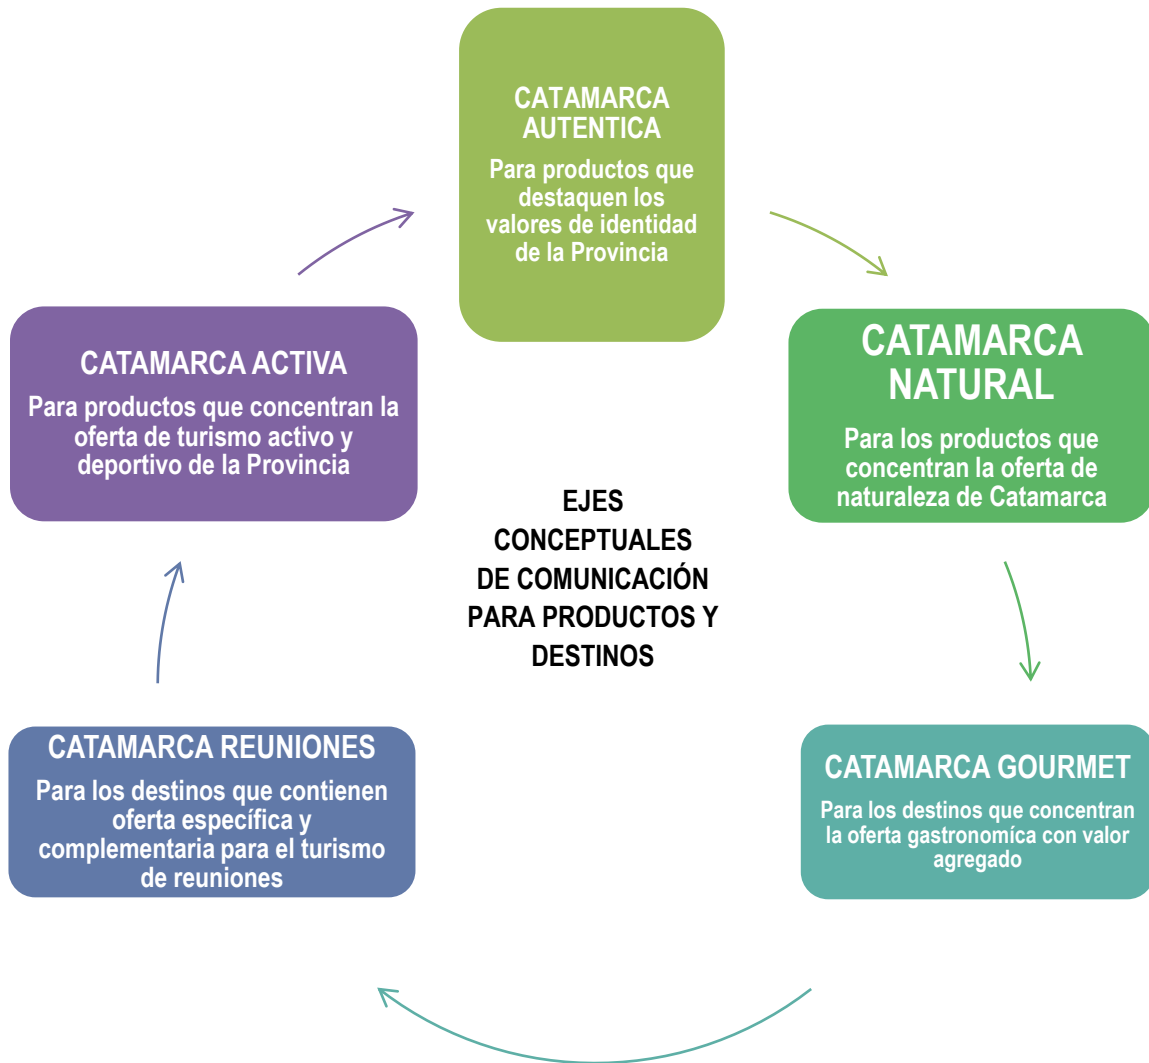 CATAMARCA
AUTENTICA
Para productos que
destaquen los
valores de identidad
de la Provincia
CATAMARCA
NATURAL
Para los productos que
concentran la oferta de
naturaleza de Catamarca
CATAMARCA GOURMET
Para los destinos que concentran
la oferta gastronomíca con valor
agregado
CATAMARCA REUNIONES
Para los destinos que contienen
oferta específica y
complementaria para el turismo
de reuniones
CATAMARCA ACTIVA
Para productos que concentran la
oferta de turismo activo y
deportivo de la Provincia
EJES
CONCEPTUALES
DE COMUNICACIÓN
PARA PRODUCTOS Y
DESTINOS